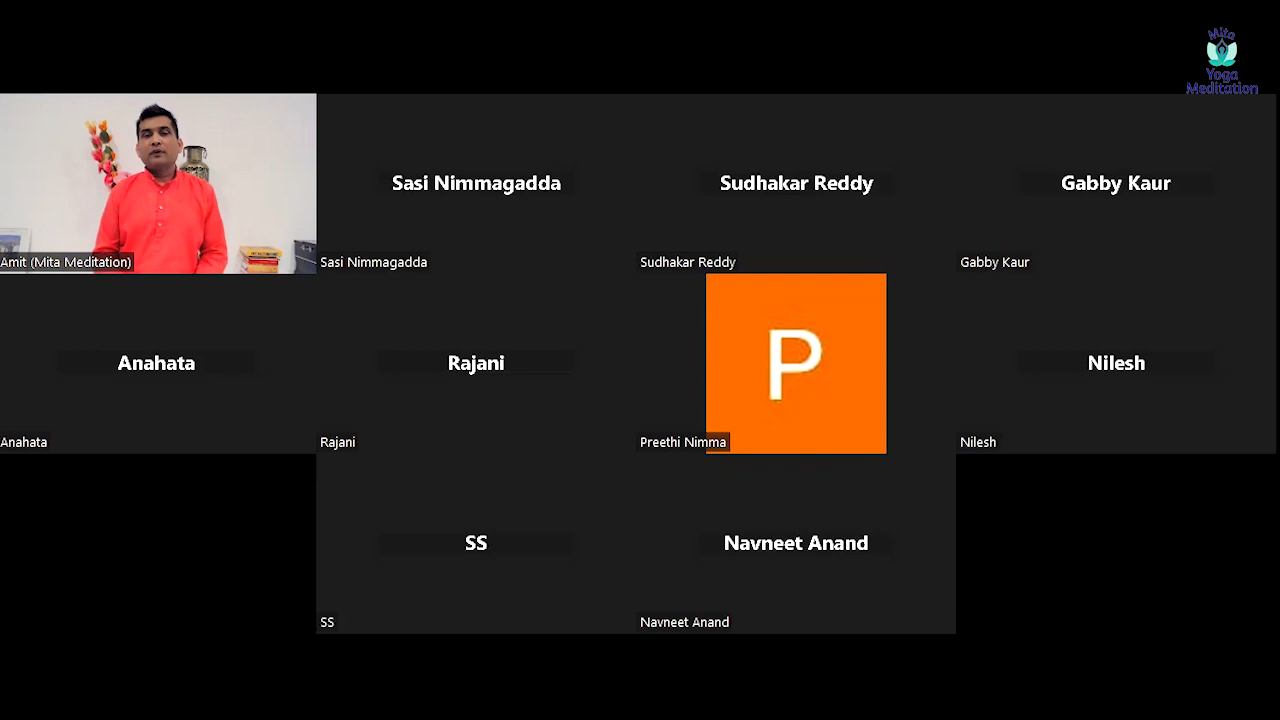 Mita
Yoga
Meditation
Sasi Nimmagadda
Sudhakar Reddy
Gabby Kaur
Amit (Mita Meditation)
Sasi Nimmagadda
Sudhakar Reddy
Gabby Kaur
Anahata
Rajani
P
Nilesh
Anahata
Rajani
Preethi Nimma
Nilesh
SS
Navneet Anand
SS
Navneet Anand